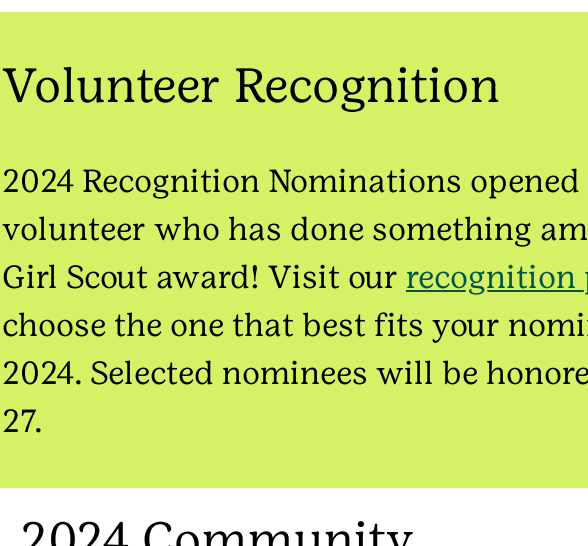 Volunteer Recognition
2024 Recognition Nominations opened
volunteer who has done something am
Girl Scout award! Visit our recognition
choose the one that best fits your nomi
2024. Selected nominees will be honore
27.
2024 Community